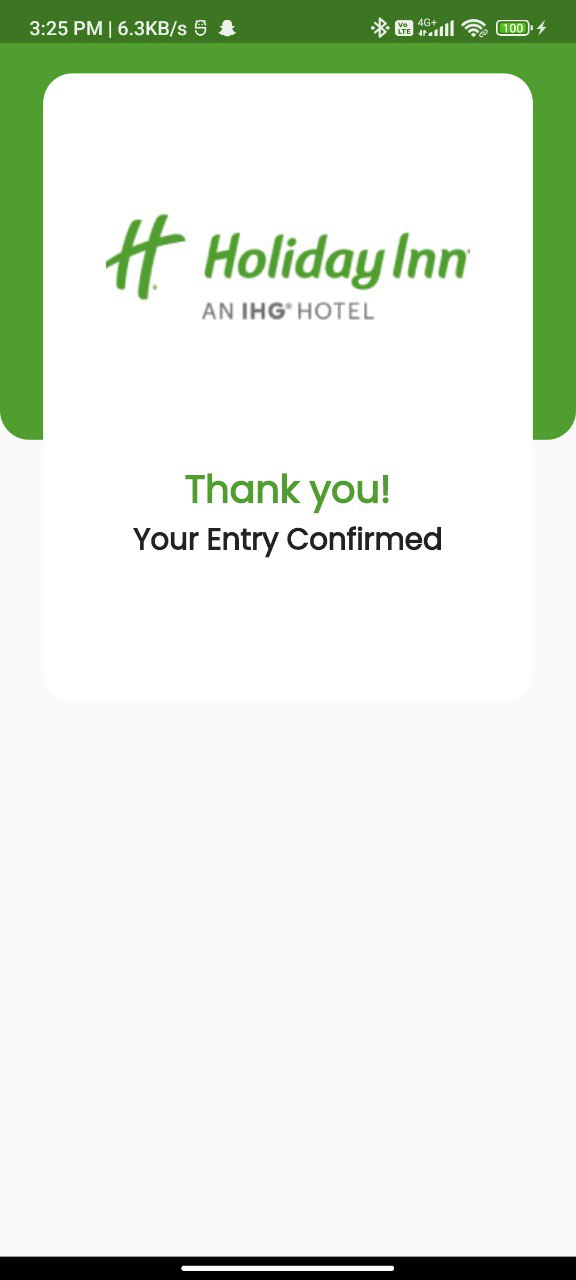 3:25 PM | 6.3KB/s
Vo LTE 4G+ 100
Holiday Inn
AN IHG® HOTEL
Thank you!
Your Entry Confirmed